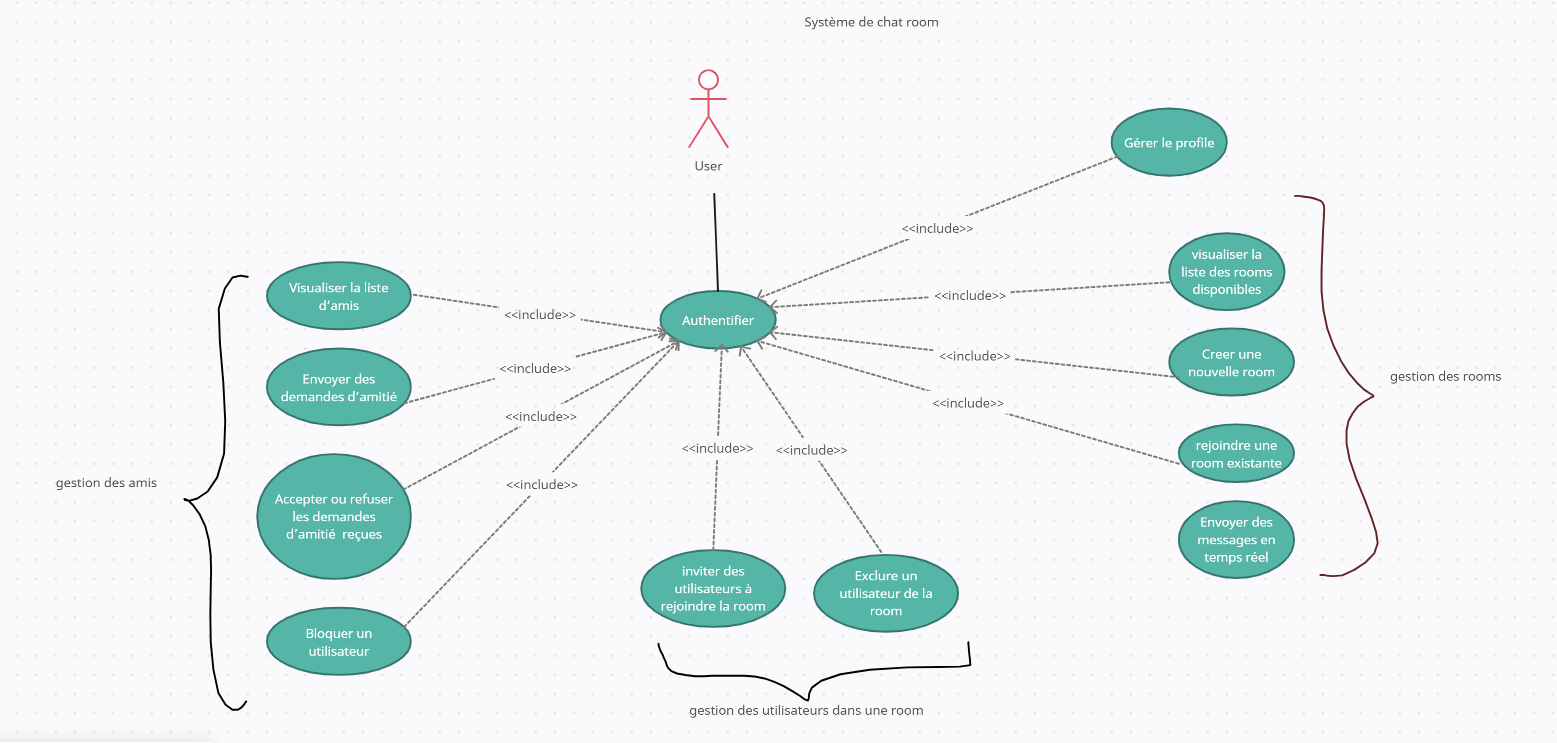 Système de chat room
User
Gérer le profile
<<include>>
visualiser la
liste des rooms
disponibles
<<include>>
Authentifier
Visualiser la liste
d'amis
<<include>>
Creer une
nouvelle room
<<include>>
gestion des rooms
Envoyer des
demandes d'amitié
<<include>>
<<include>>
rejoindre une
room existante
<<include>>
<<include>>
<<include>>
gestion des amis
Accepter ou refuser
les demandes
d'amitié reçues
<<include>>
Envoyer des
messages en
temps réel
inviter des
utilisateurs à
rejoindre la room
Exclure un
utilisateur de la
room
Bloquer un
utilisateur
gestion des utilisateurs dans une room